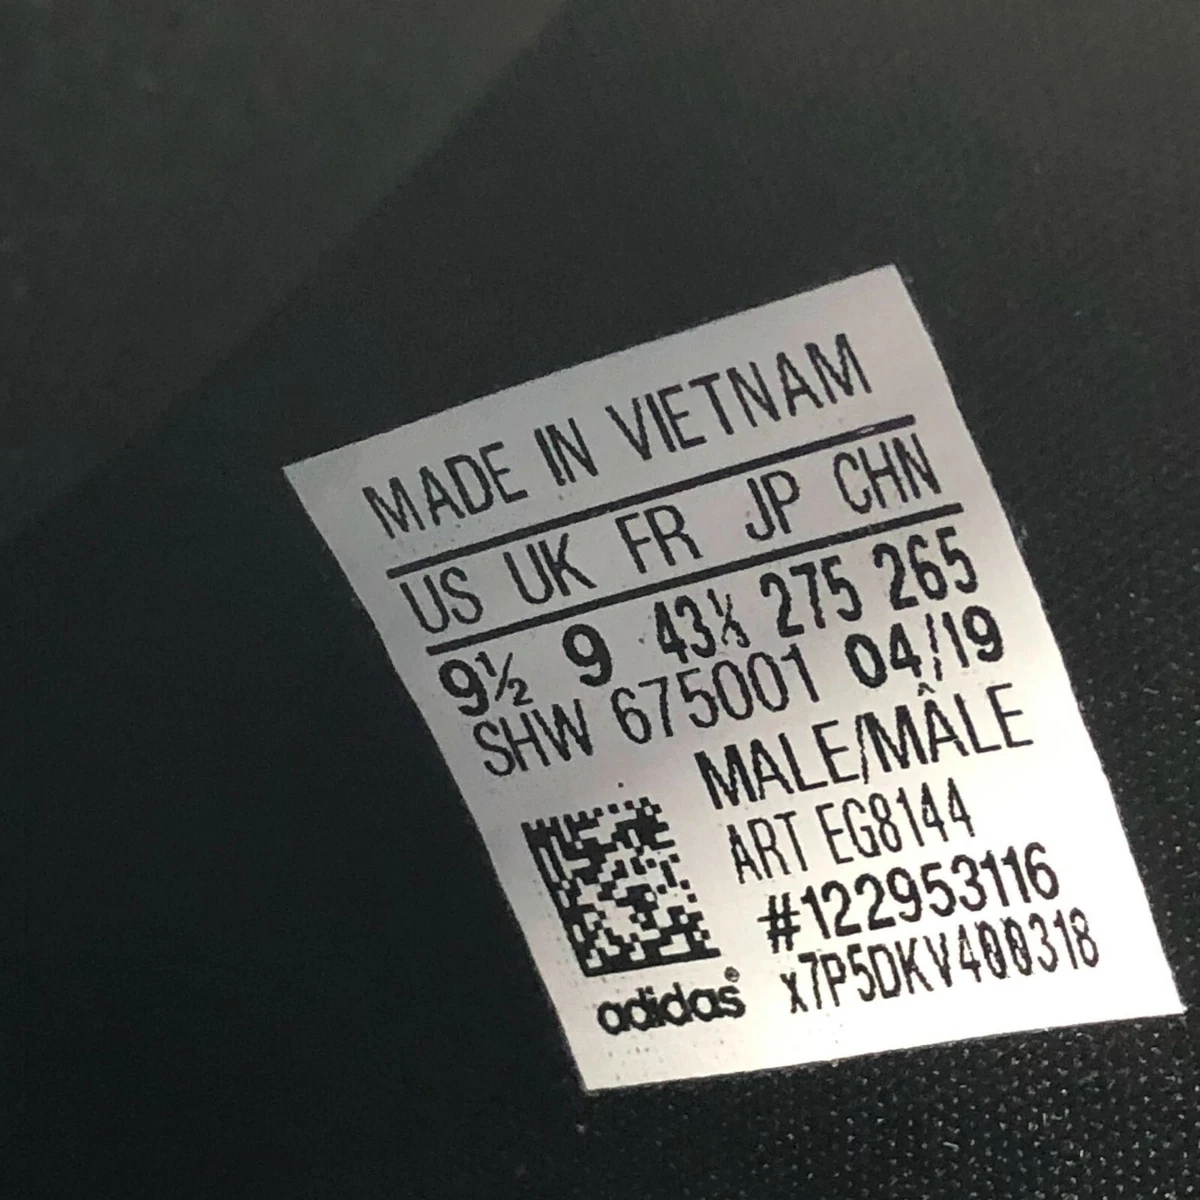 MADE IN VIETNAM
US UK FR JP CHN
9½ 9 43⅓ 275 265
SHW 675001 04/19
MALE/MÂLE
ART EG8144
#122953116
x7P5DKV400318
adidas®